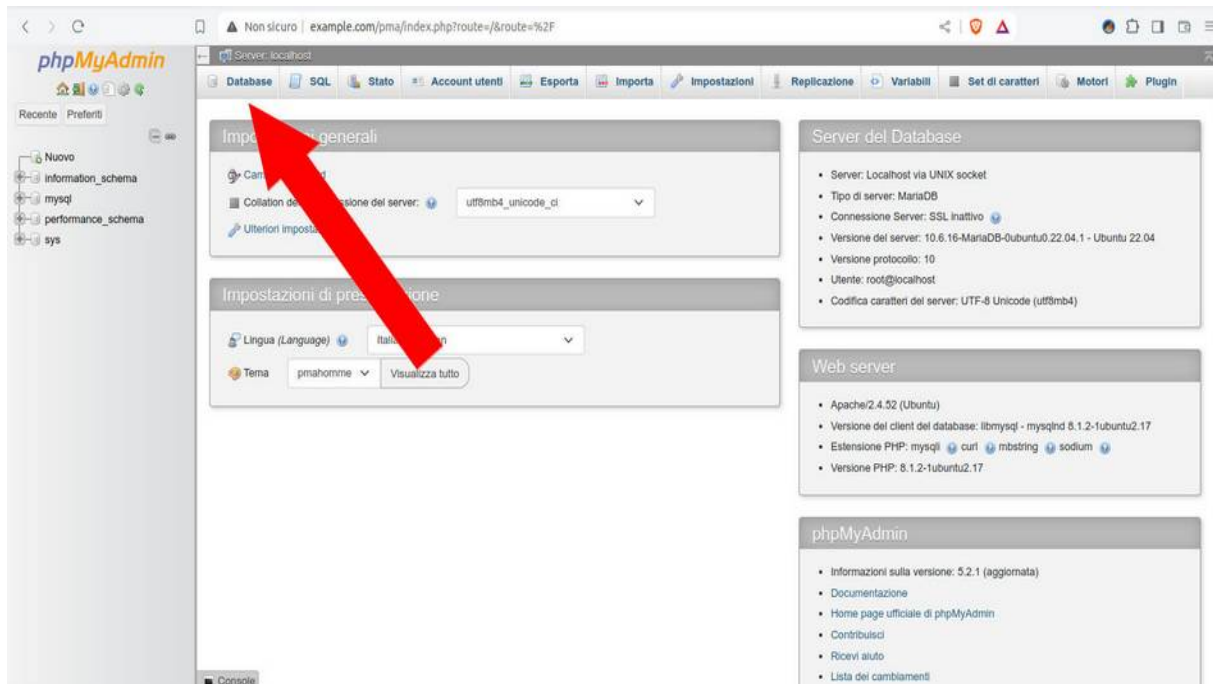 Non sicuro | example.com/pma/index.php?route=/&route=%2F
phpMyAdmin
Recente Preferiti
Nuovo
information_schema
mysql
performance_schema
sys
Server: localhost
Database SQL Stato Account utenti Esporta Importa Impostazioni Replicazione Variabili Set di caratteri Motori Plugin
generali
Collation del server:
utf8mb4_unicode_ci
Ulteriori
Impostazioni di
Lingua (Language)
Tema pmahomme Visualizza tutto
Server del Database
Server: Localhost via UNIX socket
Tipo di server: MariaDB
Connessione Server: SSL inattivo
Versione del server: 10.6.16-MariaDB-0ubuntu0.22.04.1 - Ubuntu 22.04
Versione protocollo: 10
Utente: root@localhost
Codifica caratteri del server: UTF-8 Unicode (utf8mb4)
Web server
Apache/2.4.52 (Ubuntu)
Versione del client del database: libmysql - mysqlnd 8.1.2-1ubuntu2.17
Estensione PHP: mysqli curl mbstring sodium
Versione PHP: 8.1.2-1ubuntu2.17
phpMyAdmin
Informazioni sulla versione: 5.2.1 (aggiornata)
Documentazione
Home page ufficiale di phpMyAdmin
Contribuisci
Ricevi aiuto
Lista dei cambiamenti
Console